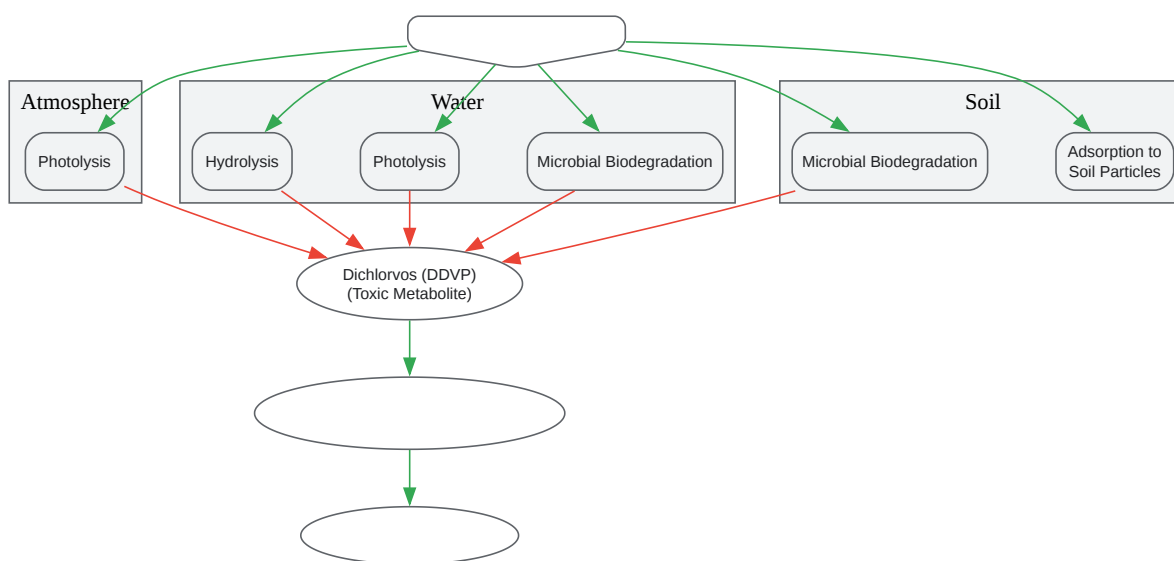 Atmosphere
Water
Soil
Photolysis
Hydrolysis
Photolysis
Microbial Biodegradation
Microbial Biodegradation
Adsorption to
Soil Particles
Dichlorvos (DDVP)
(Toxic Metabolite)